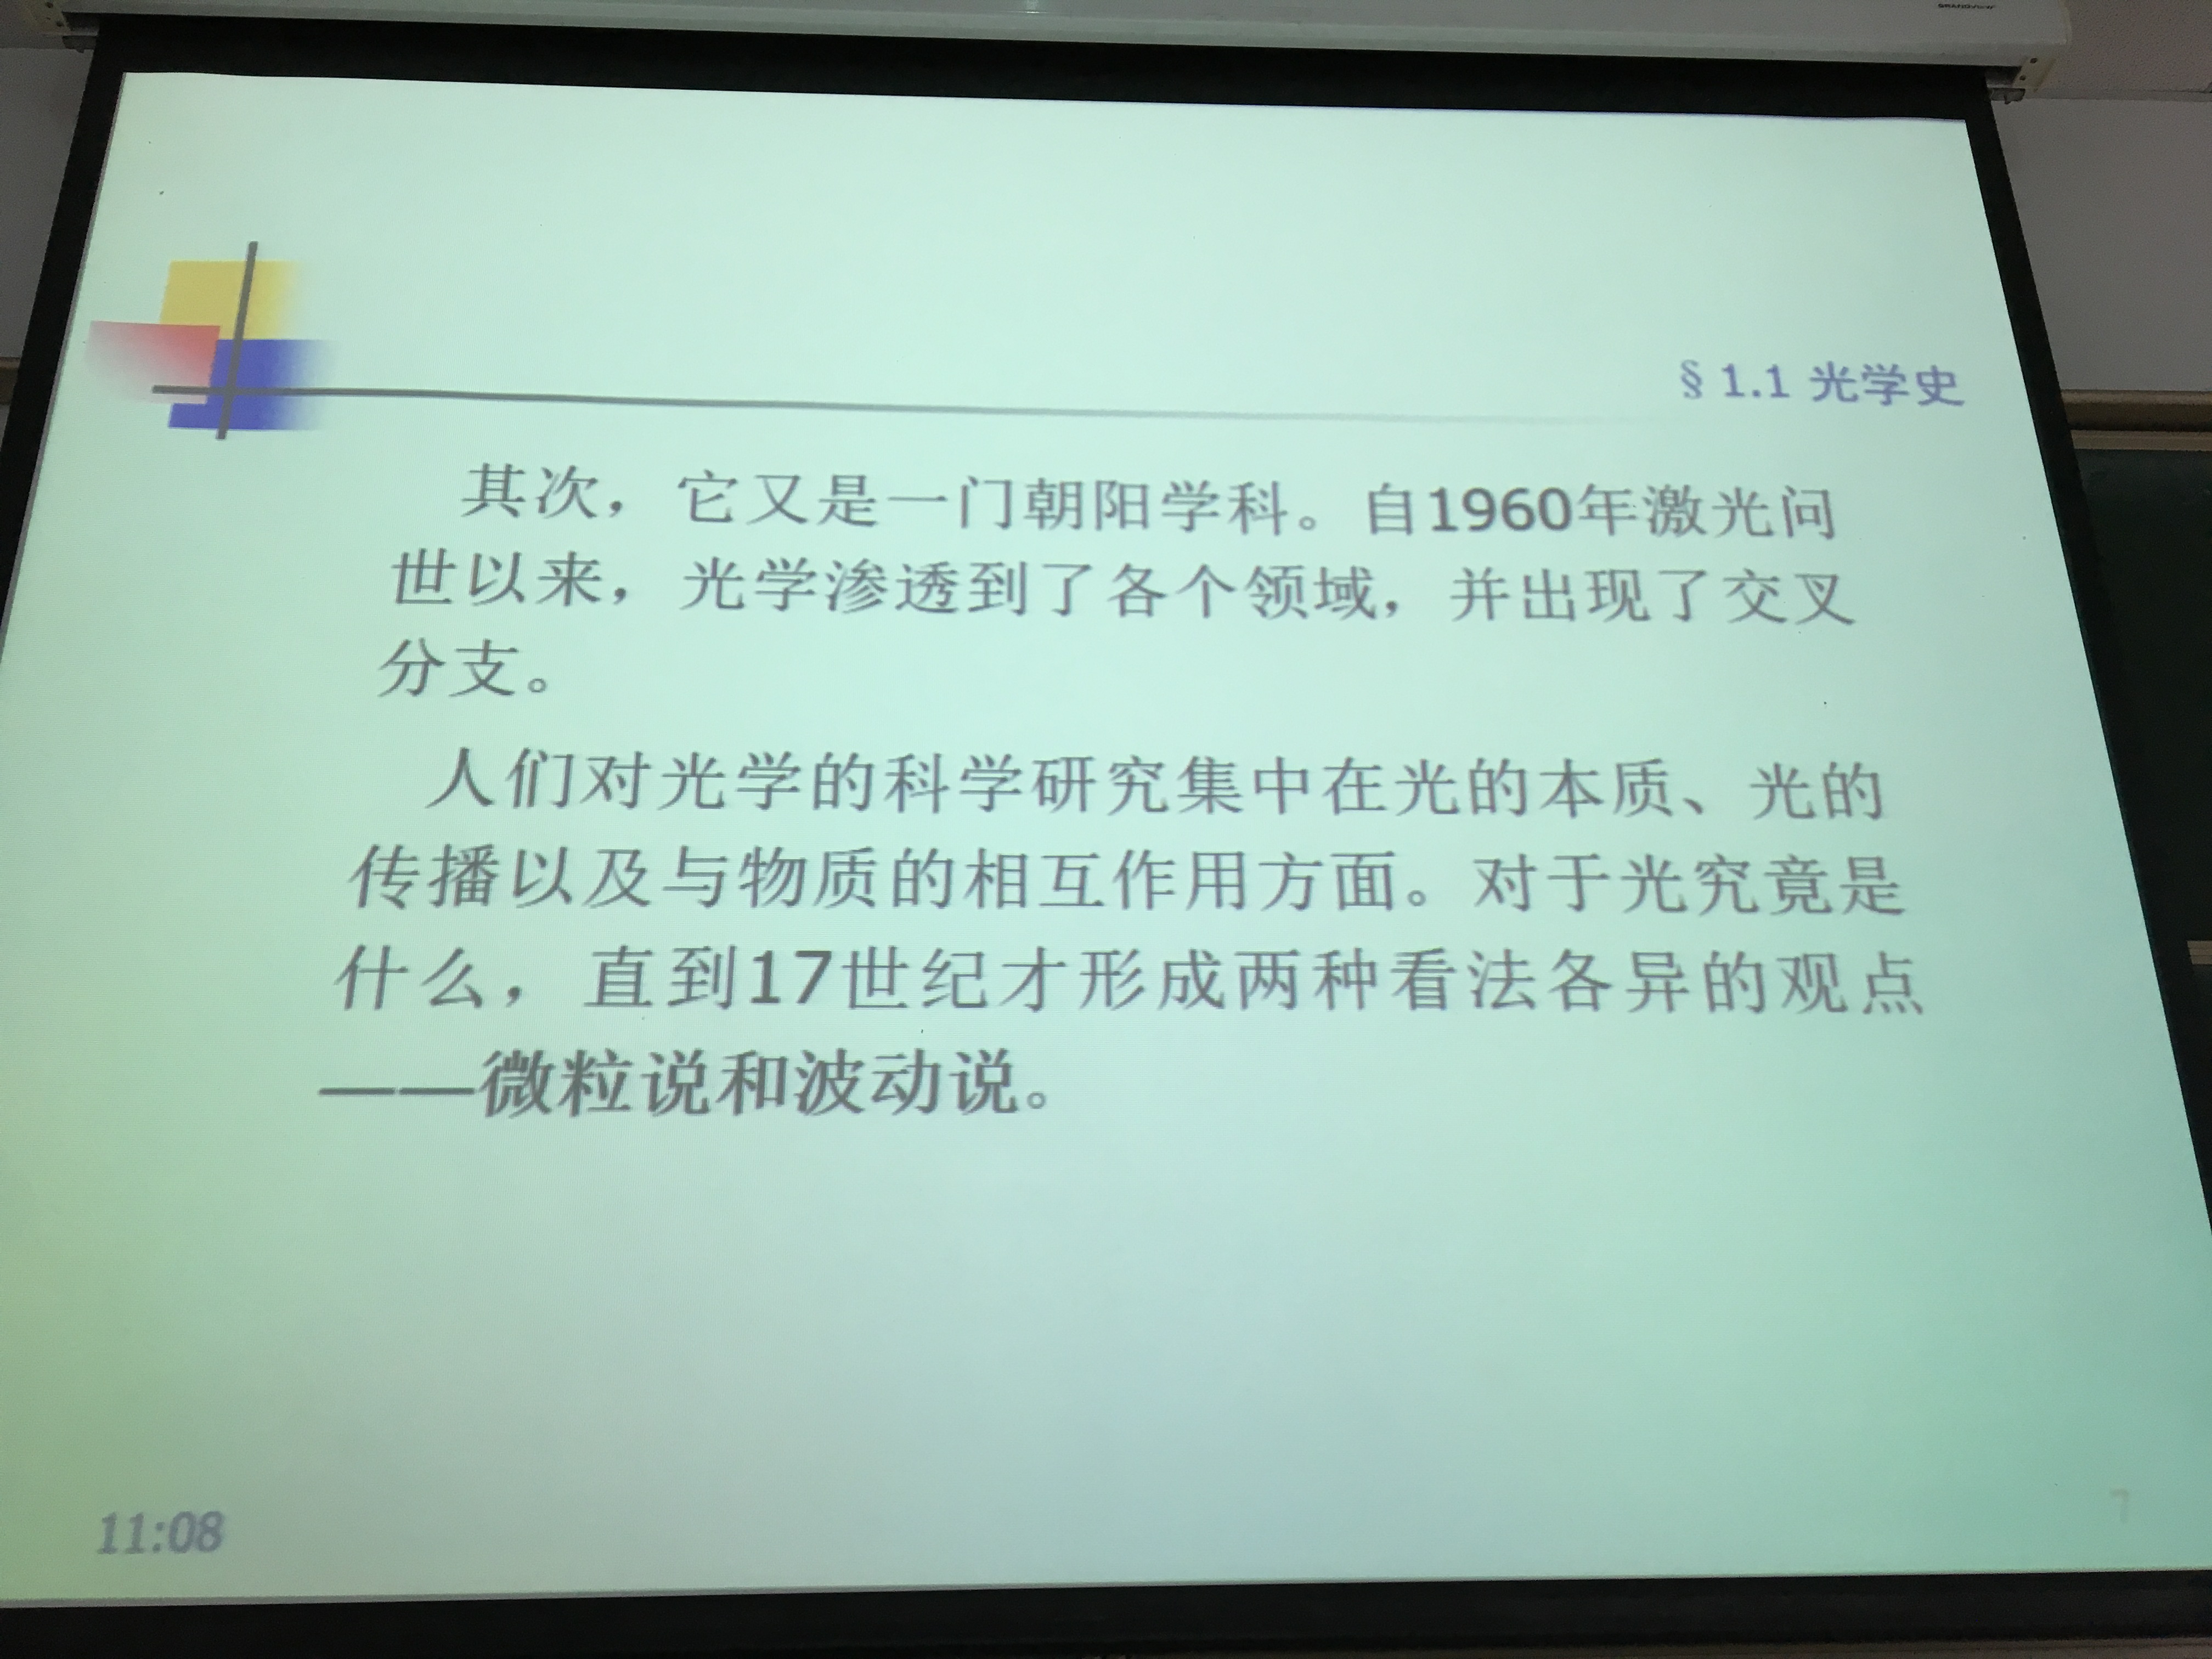 §1.1 光学史
其次，它又是一门朝阳学科。自1960年激光问
世以来，光学渗透到了各个领域，并出现了交叉
分支。
人们对光学的科学研究集中在光的本质、光的
传播以及与物质的相互作用方面。对于光究竟是
什么，直到17世纪才形成两种看法各异的观点
——微粒说和波动说。
11:08
7